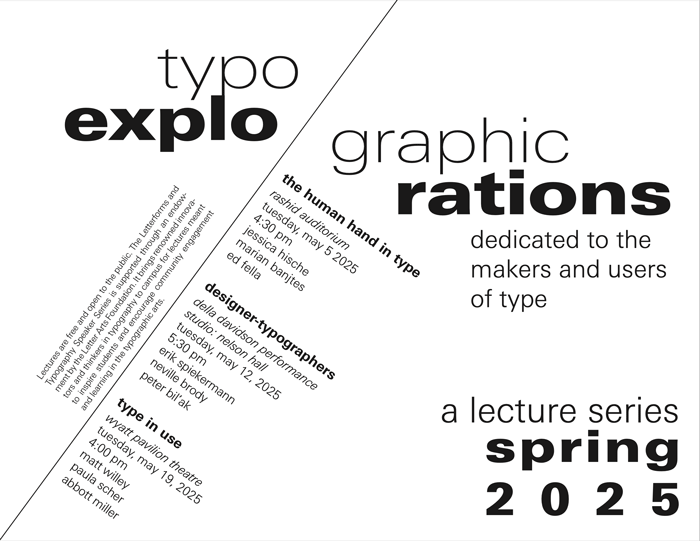 typo
explo
graphic
rations
dedicated to the
makers and users
of type
Lectures are free and open to the public. The Letterforms and
Typography Speaker Series is supported through an endow-
ment by the Letter Arts Foundation. It brings renowned innova-
tors and thinkers in typography to campus for lectures meant
to inspire students and encourage community engagement
and learning in the typographic arts.
the human hand in type
rashid auditorium
tuesday, may 5 2025
4:30 pm
jessica hische
marian banjtes
ed fella
designer-typographers
della davidson performance
studio: nelson hall
tuesday, may 12, 2025
5:30 pm
erik spiekermann
neville brody
peter bil'ak
type in use
wyatt pavilion theatre
tuesday, may 19, 2025
4:00 pm
matt willey
paula scher
abbott miller
a lecture series
spring
2025